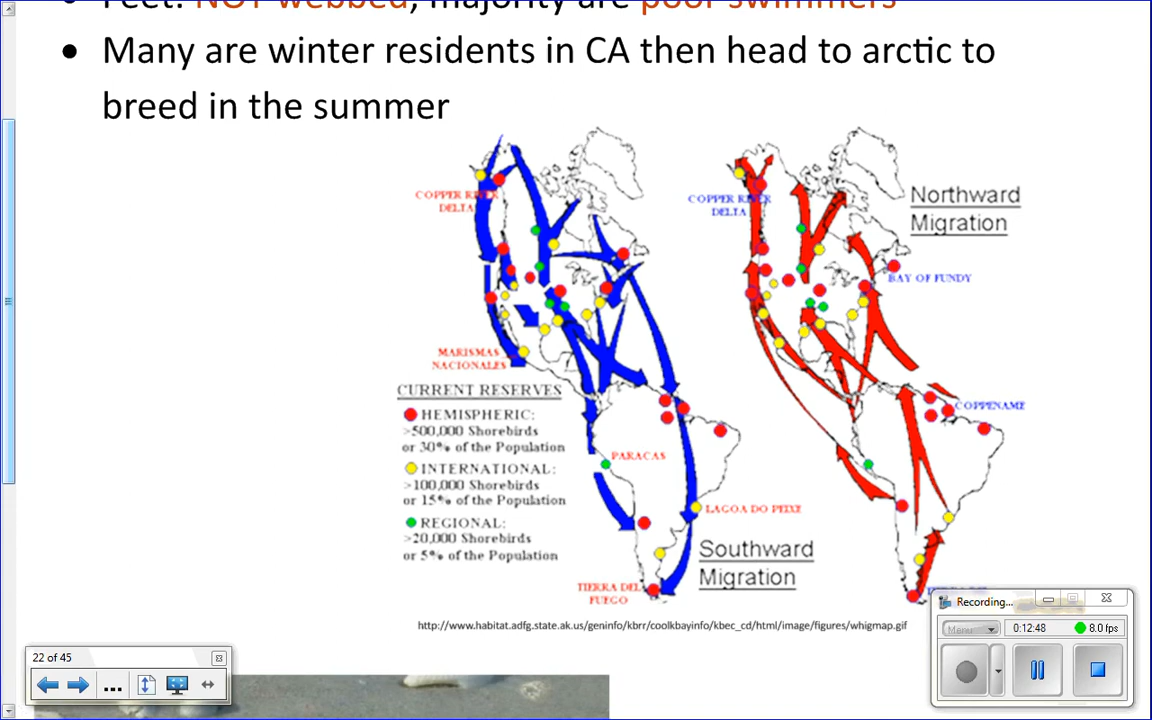 • Feet: NOT webbed, majority are poor swimmers
• Many are winter residents in CA then head to arctic to
breed in the summer
COPPER RIVER
DELTA
MARISMAS
NACIONALES
CURRENT RESERVES
HEMISPHERIC:
>500,000 Shorebirds
or 30% of the Population
INTERNATIONAL:
>100,000 Shorebirds
or 15% of the Population
REGIONAL:
>20,000 Shorebirds
or 5% of the Population
PARACAS
LAGOA DO PEIXE
Southward
Migration
TIERRA DEL
FUEGO
COPPER RIVER
DELTA
Northward
Migration
BAY OF FUNDY
COPPENAME
http://www.habitat.adfg.state.ak.us/geninfo/kbrr/coolkbayinfo/kbec_cd/html/image/figures/whigmap.gif
22 of 45
...
Recording...
Menu
0:12:48
8.0 fps